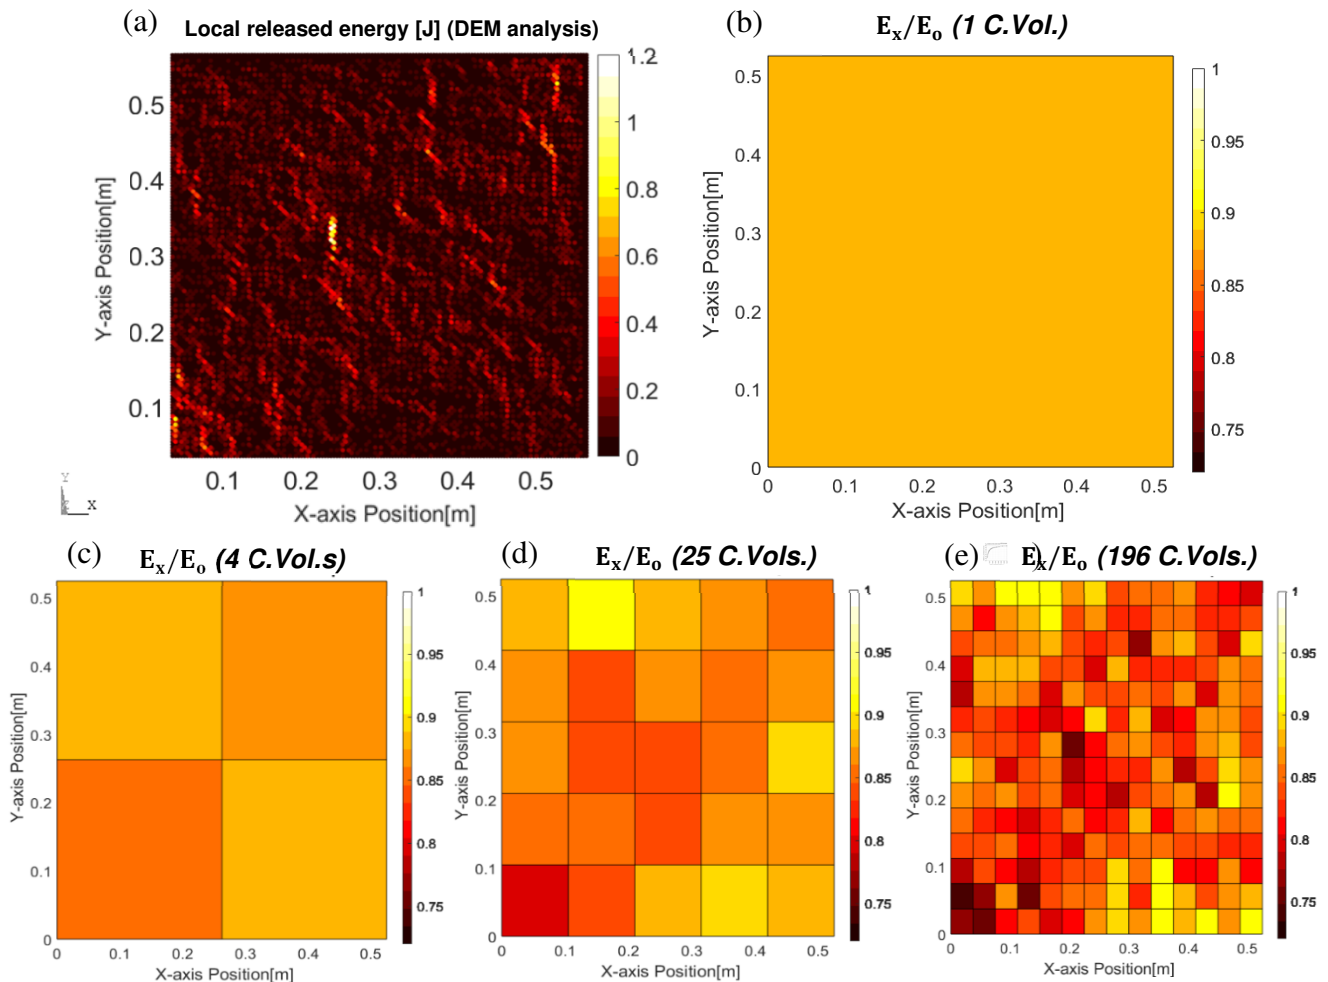 (a)
Local released energy [J] (DEM analysis)
1.2
1
0.8
0.6
0.4
0.2
0
0.5
0.4
0.3
0.2
0.1
Y-axis Position[m]
0.1 0.2 0.3 0.4 0.5
X-axis Position[m]
Y
X
(b)
Ex/Eo (1 C.Vol.)
1
0.95
0.9
0.85
0.8
0.75
0.5
0.4
0.3
0.2
0.1
0
Y-axis Position[m]
0 0.1 0.2 0.3 0.4 0.5
X-axis Position[m]
(c)
Ex/Eo (4 C.Vol.s)
1
0.95
0.9
0.85
0.8
0.75
0.5
0.4
0.3
0.2
0.1
0
Y-axis Position[m]
0 0.1 0.2 0.3 0.4 0.5
X-axis Position[m]
(d)
Ex/Eo (25 C.Vols.)
1
0.95
0.9
0.85
0.8
0.75
0.5
0.4
0.3
0.2
0.1
0
Y-axis Position[m]
0 0.1 0.2 0.3 0.4 0.5
X-axis Position[m]
(e)
Ex/Eo (196 C.Vols.)
1
0.95
0.9
0.85
0.8
0.75
0.5
0.4
0.3
0.2
0.1
0
Y-axis Position[m]
0 0.1 0.2 0.3 0.4 0.5
X-axis Position[m]